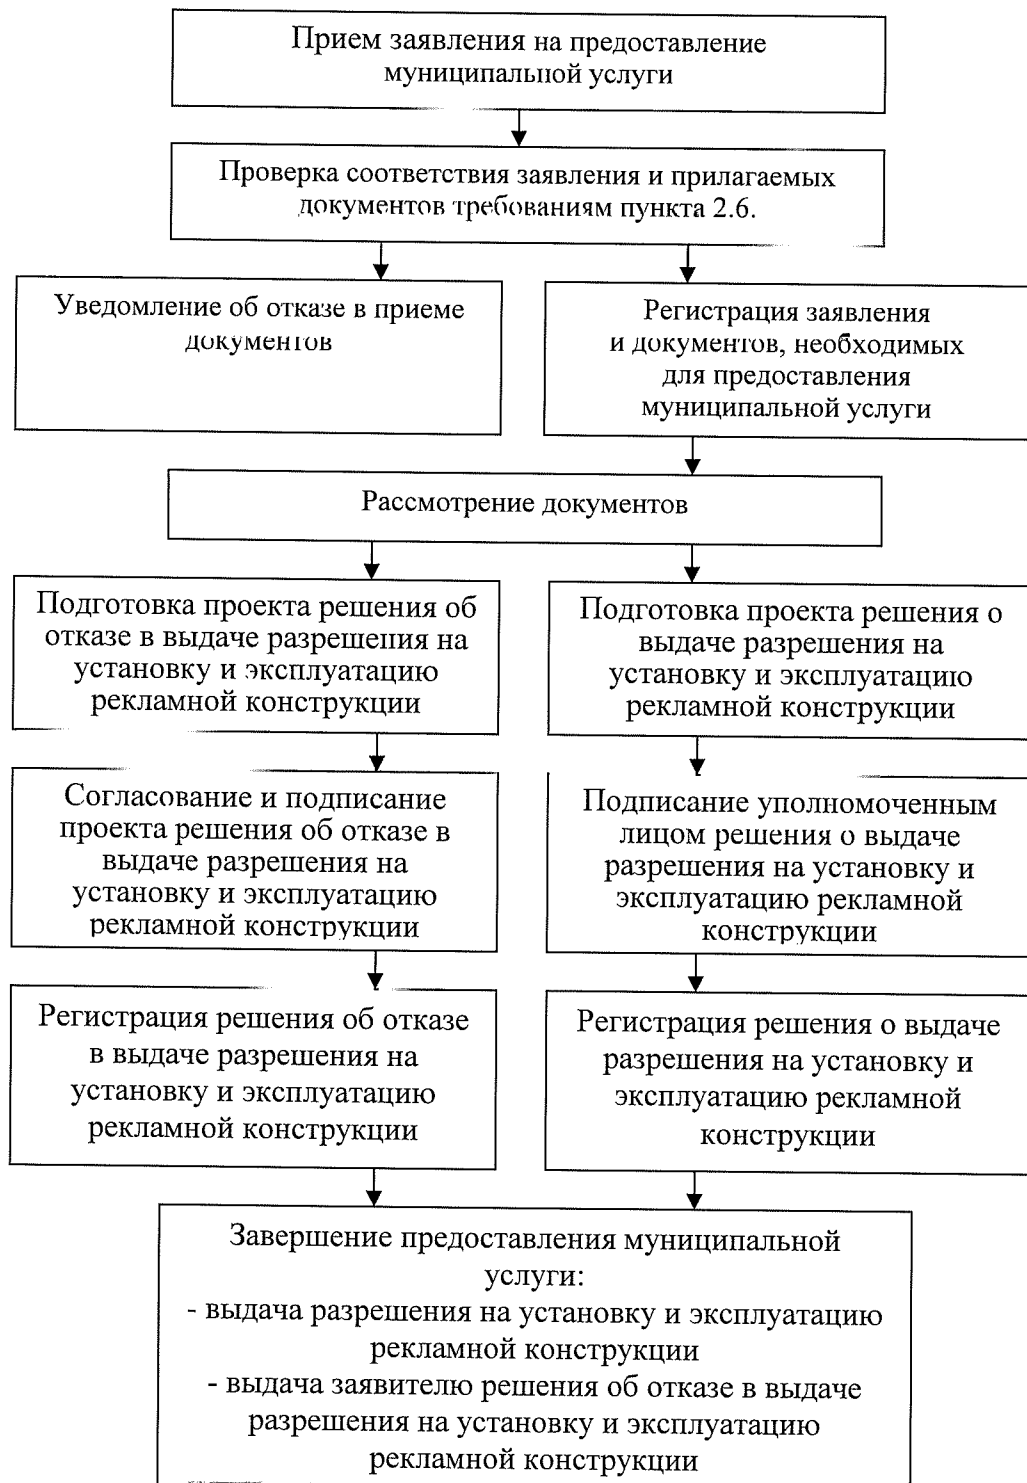 Прием заявления на предоставление
муниципальной услуги
Проверка соответствия заявления и прилагаемых
документов требованиям пункта 2.6.
Уведомление об отказе в приеме
документов
Регистрация заявления
и документов, необходимых
для предоставления
муниципальной услуги
Рассмотрение документов
Подготовка проекта решения об
отказе в выдаче разрешения на
установку и эксплуатацию
рекламной конструкции
Подготовка проекта решения о
выдаче разрешения на
установку и эксплуатацию
рекламной конструкции
Согласование и подписание
проекта решения об отказе в
выдаче разрешения на
установку и эксплуатацию
рекламной конструкции
Подписание уполномоченным
лицом решения о выдаче
разрешения на установку и
эксплуатацию рекламной
конструкции
Регистрация решения об отказе
в выдаче разрешения на
установку и эксплуатацию
рекламной конструкции
Регистрация решения о выдаче
разрешения на установку и
эксплуатацию рекламной
конструкции
Завершение предоставления муниципальной
услуги:
- выдача разрешения на установку и эксплуатацию
рекламной конструкции
- выдача заявителю решения об отказе в выдаче
разрешения на установку и эксплуатацию
рекламной конструкции